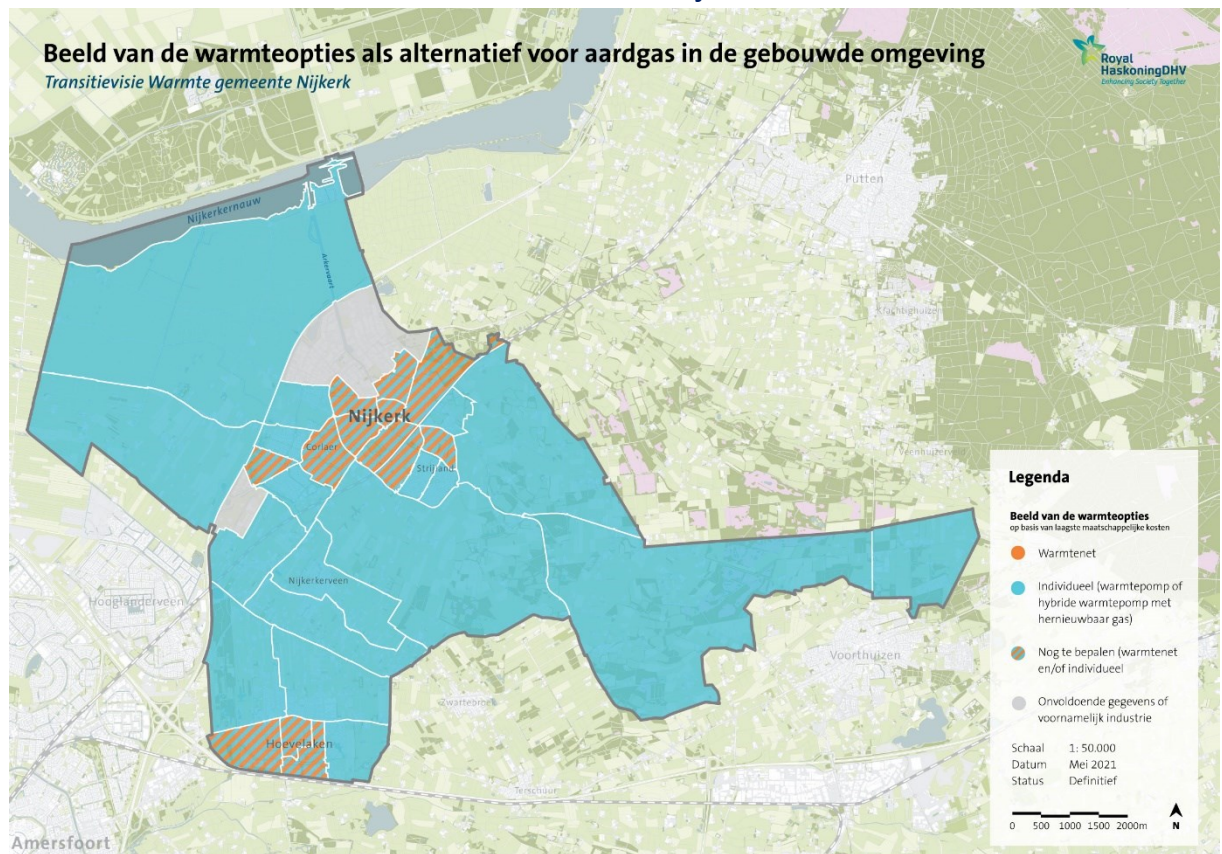 Beeld van de warmteopties als alternatief voor aardgas in de gebouwde omgeving
Transitievisie Warmte gemeente Nijkerk
Royal
HaskoningDHV
Enhancing Society Together
Putten
Nijkerkernauw
Arkervaart
Krachtighuizen
Nijkerk
Corlaer
Strijland
Veenhuizerveld
Nijkerkerveen
Hooglanderveen
Voorthuizen
Zwartebroek
Hoevelaken
Terschuur
Amersfoort
Legenda
Beeld van de warmteopties
op basis van laagste maatschappelijke kosten
Warmtenet
Individueel (warmtepomp of
hybride warmtepomp met
hernieuwbaar gas)
Nog te bepalen (warmtenet
en/of individueel
Onvoldoende gegevens of
voornamelijk industrie
Schaal 1: 50.000
Datum Mei 2021
Status Definitief
0 500 1000 1500 2000m
N